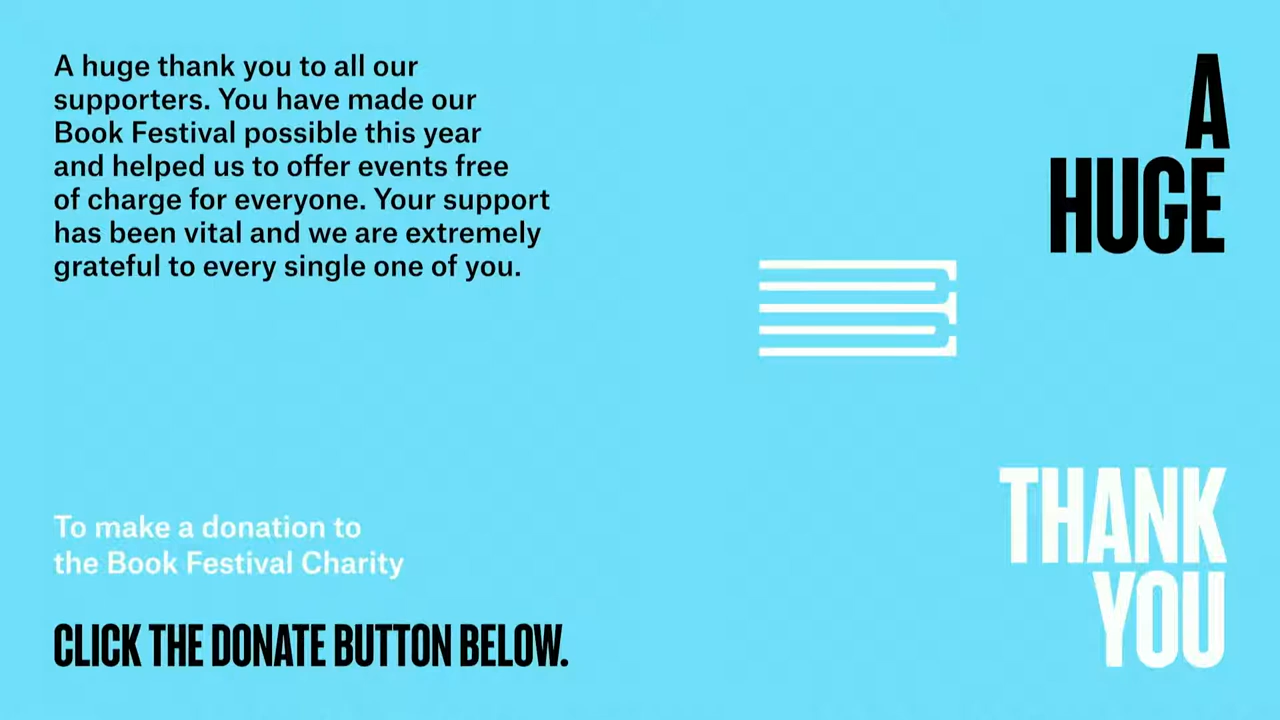 A huge thank you to all our
supporters. You have made our
Book Festival possible this year
and helped us to offer events free
of charge for everyone. Your support
has been vital and we are extremely
grateful to every single one of you.
To make a donation to
the Book Festival Charity
CLICK THE DONATE BUTTON BELOW.
A
HUGE
THANK
YOU